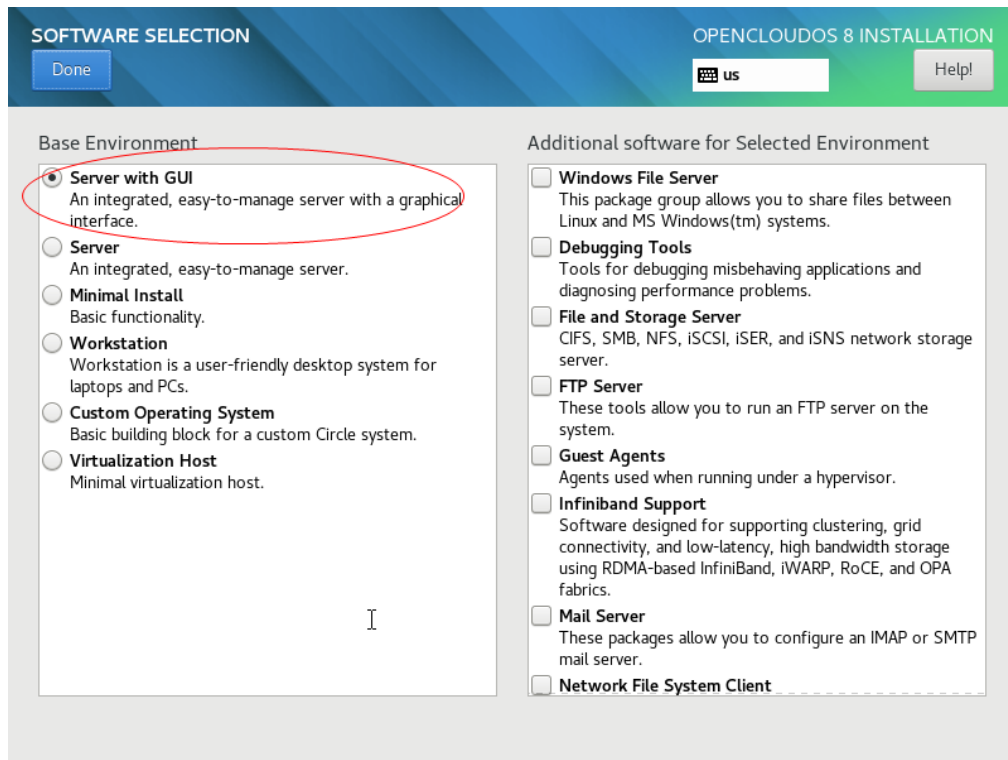 SOFTWARE SELECTION
OPENCLOUDOS 8 INSTALLATION
Done
us
Help!
Base Environment
Server with GUI
An integrated, easy-to-manage server with a graphical
interface.
Server
An integrated, easy-to-manage server.
Minimal Install
Basic functionality.
Workstation
Workstation is a user-friendly desktop system for
laptops and PCs.
Custom Operating System
Basic building block for a custom Circle system.
Virtualization Host
Minimal virtualization host.
Additional software for Selected Environment
Windows File Server
This package group allows you to share files between
Linux and MS Windows(tm) systems.
Debugging Tools
Tools for debugging misbehaving applications and
diagnosing performance problems.
File and Storage Server
CIFS, SMB, NFS, iSCSI, iSER, and iSNS network storage
server.
FTP Server
These tools allow you to run an FTP server on the
system.
Guest Agents
Agents used when running under a hypervisor.
Infiniband Support
Software designed for supporting clustering, grid
connectivity, and low-latency, high bandwidth storage
using RDMA-based InfiniBand, iWARP, RoCE, and OPA
fabrics.
Mail Server
These packages allow you to configure an IMAP or SMTP
mail server.
Network File System Client